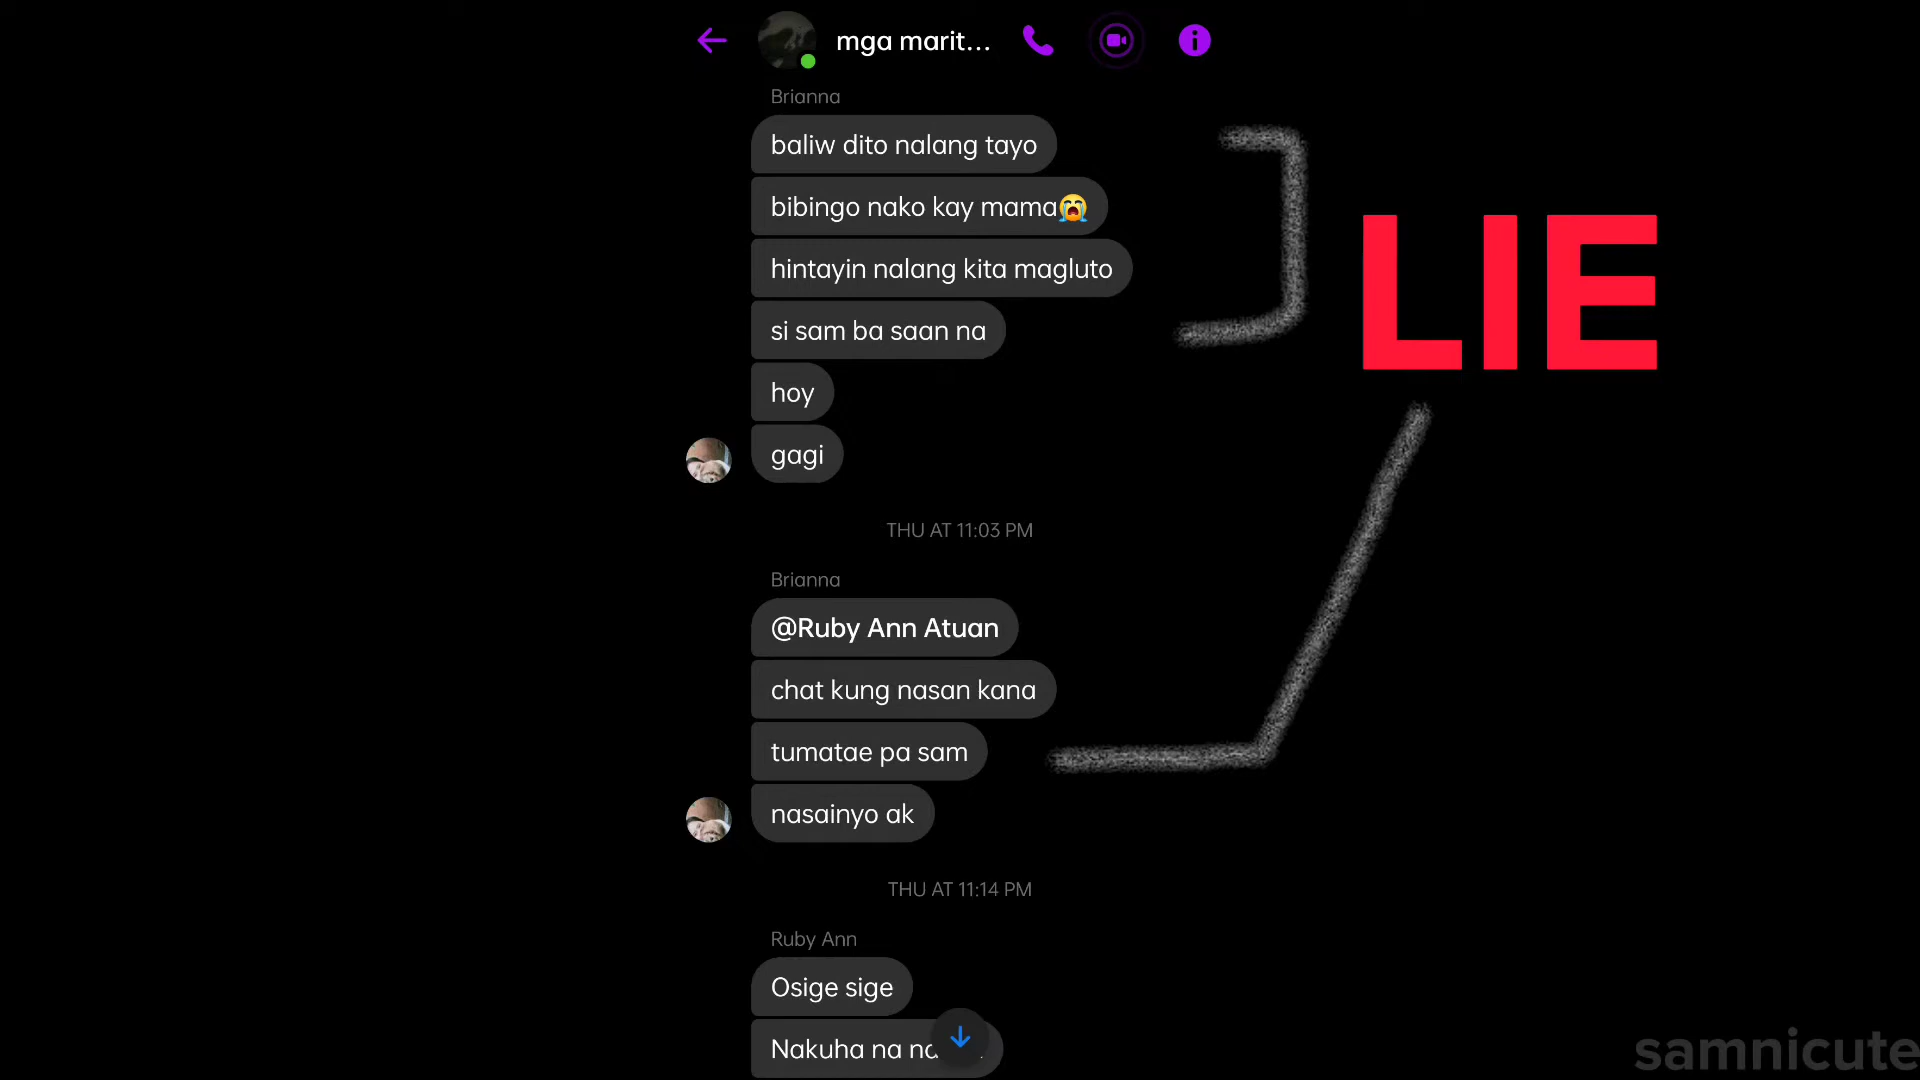 mga marit...
Brianna
baliw dito nalang tayo
bibingo nako kay mama😭
hintayin nalang kita magluto
si sam ba saan na
hoy
gagi
LIE
THU AT 11:03 PM
Brianna
@Ruby Ann Atuan
chat kung nasan kana
tumatae pa sam
nasainyo ak
THU AT 11:14 PM
Ruby Ann
Osige sige
Nakuha na
samnicute